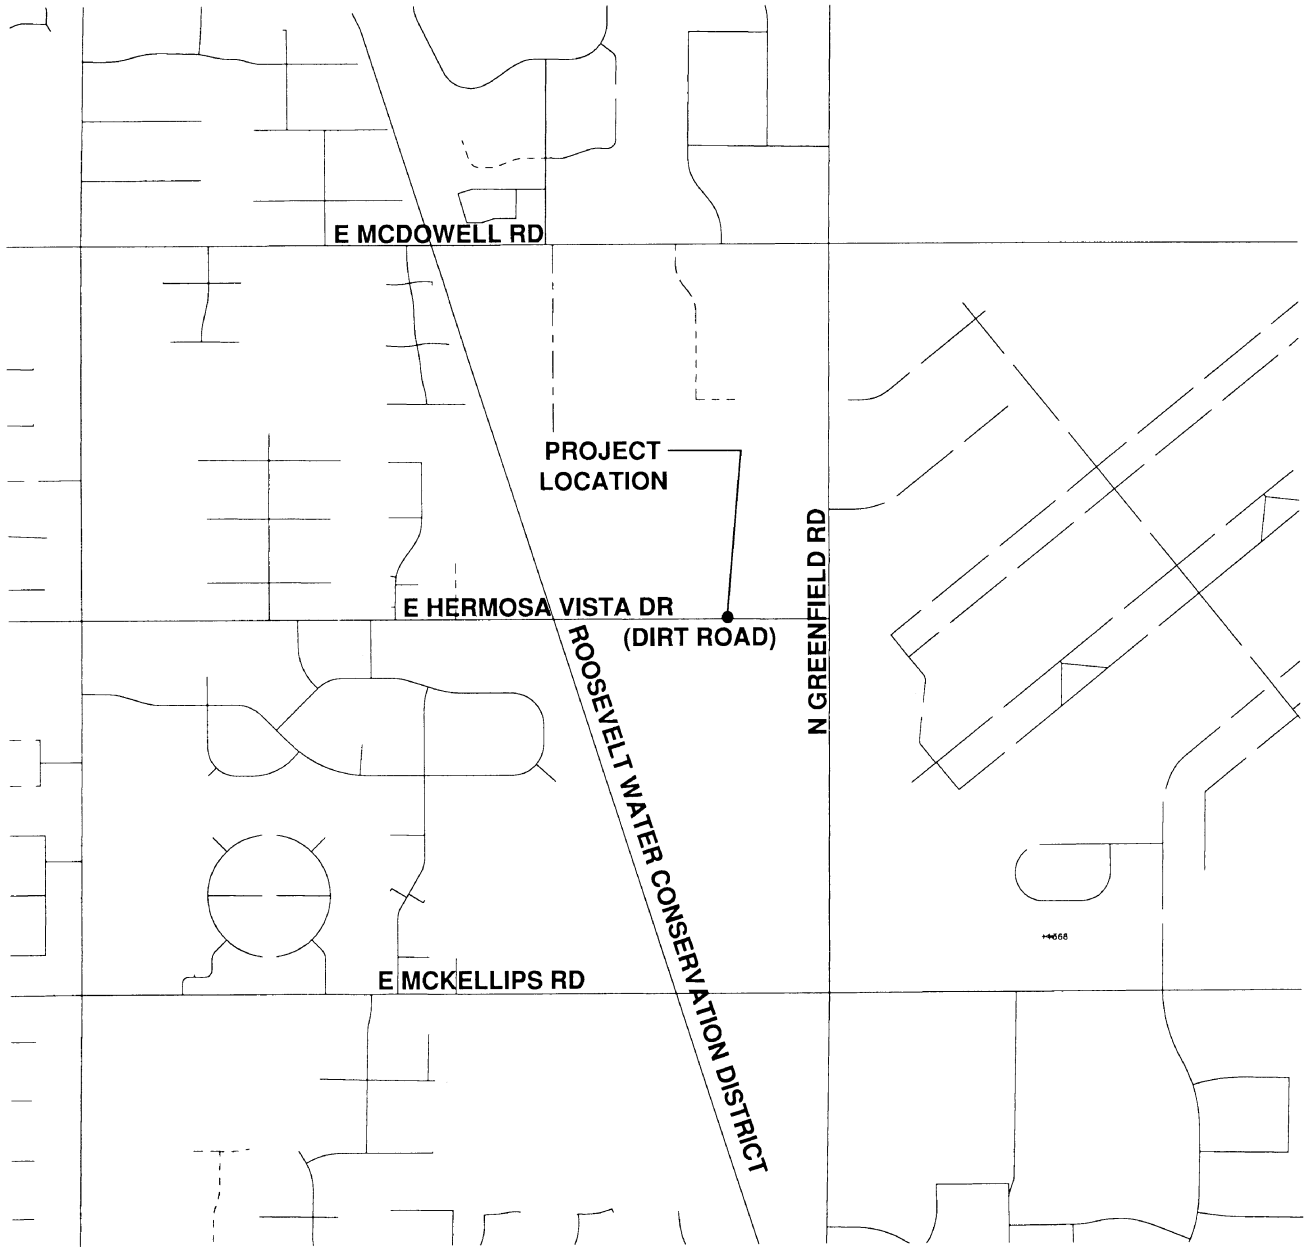 E MCDOWELL RD
PROJECT
LOCATION
N GREENFIELD RD
E HERMOSA VISTA DR
(DIRT ROAD)
ROOSEVELT WATER CONSERVATION DISTRICT
E MCKELLIPS RD